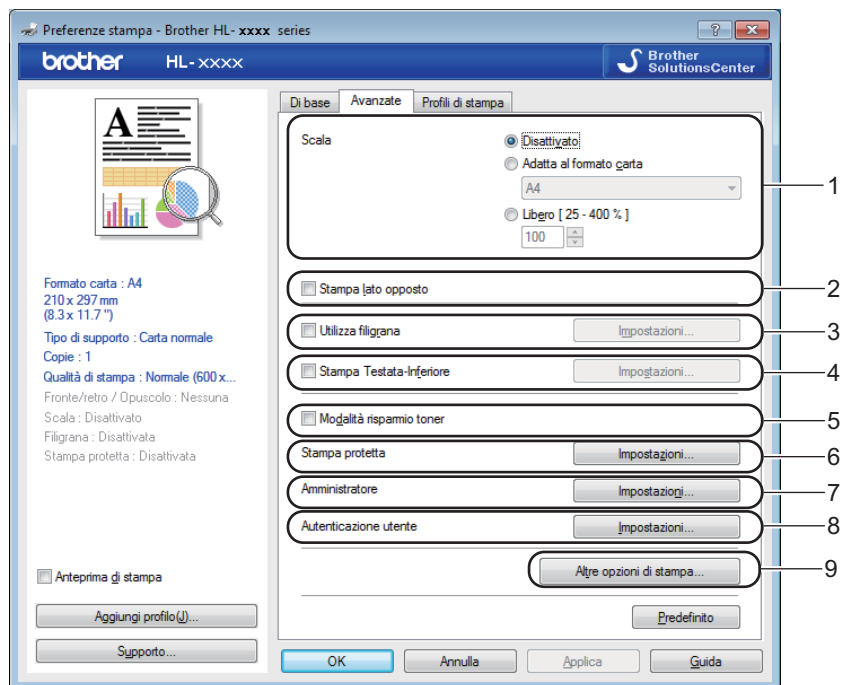 Preferenze stampa - Brother HL- xxxx series
brother HL- xxxx
Brother
SolutionsCenter
A
Formato carta : A4
210 x 297 mm
(8.3 x 11.7 ")
Tipo di supporto : Carta normale
Copie : 1
Qualità di stampa : Normale (600 x...
Fronte/retro / Opuscolo : Nessuna
Scala : Disattivato
Filigrana : Disattivata
Stampa protetta : Disattivata
Anteprima di stampa
Aggiungi profilo(J)...
Supporto...
Di base Avanzate Profili di stampa
Scala
Disattivato
Adatta al formato carta
A4
Libero [ 25 - 400 % ]
100
1
Stampa lato opposto
2
Utilizza filigrana Impostazioni...
3
Stampa Testata-Inferiore Impostazioni...
4
Modalità risparmio toner
5
Stampa protetta Impostazioni...
6
Amministratore Impostazioni...
7
Autenticazione utente Impostazioni...
8
Altre opzioni di stampa...
9
Predefinito
OK Annulla Applica Guida